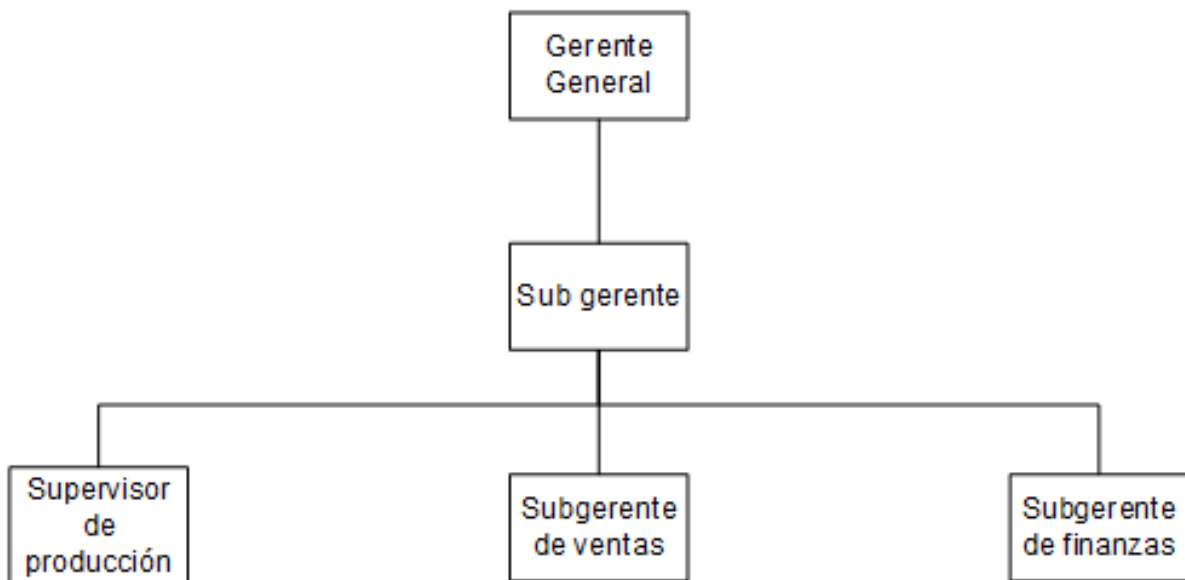 Gerente
General
Sub gerente
Supervisor
de
producción
Subgerente
de ventas
Subgerente
de finanzas